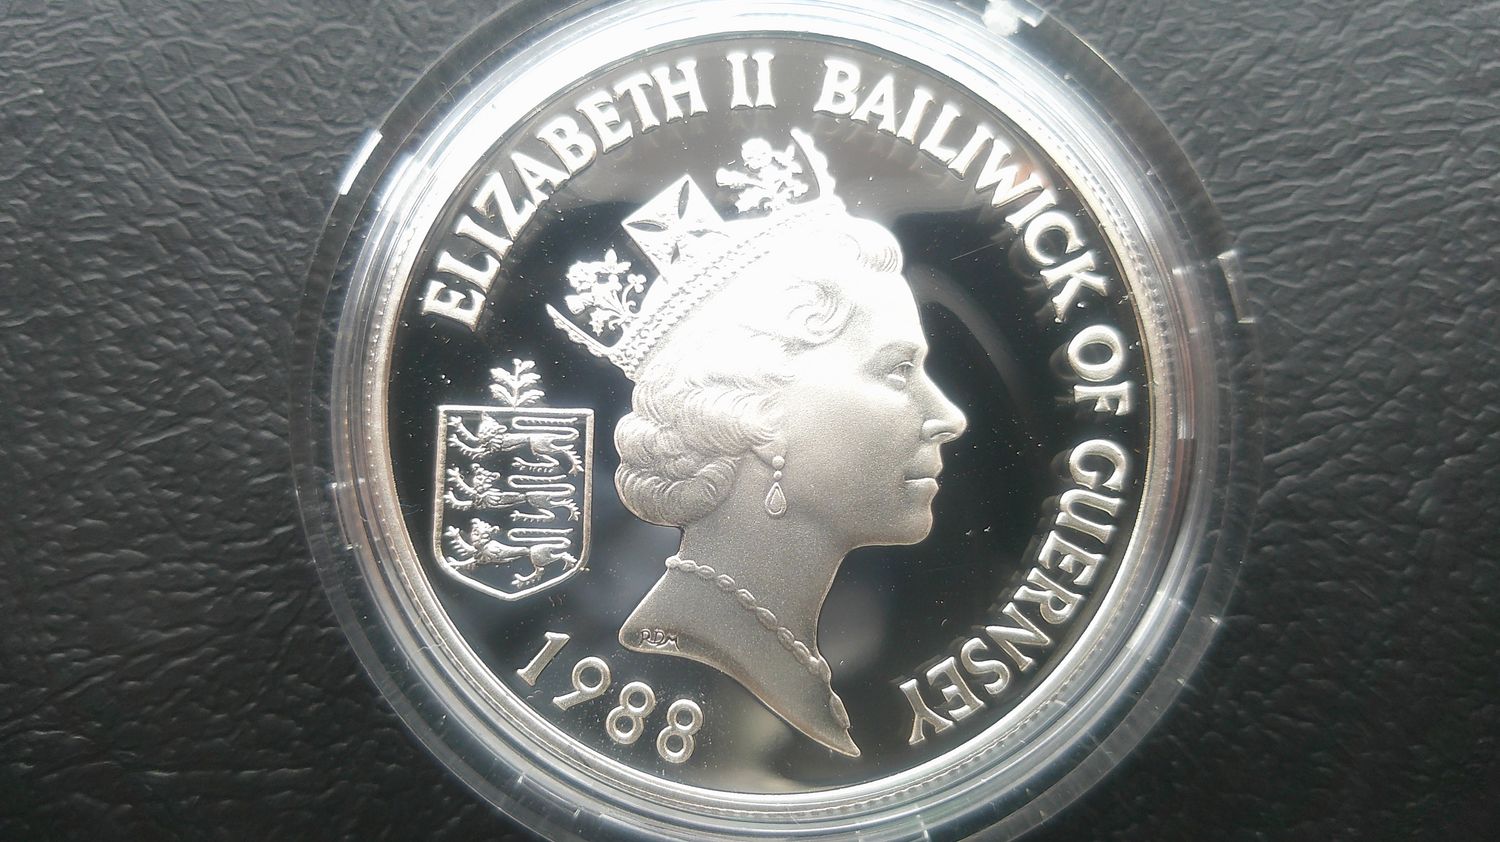 ELIZABETH II BAILIWICK OF GUERNSEY
RDM
1988